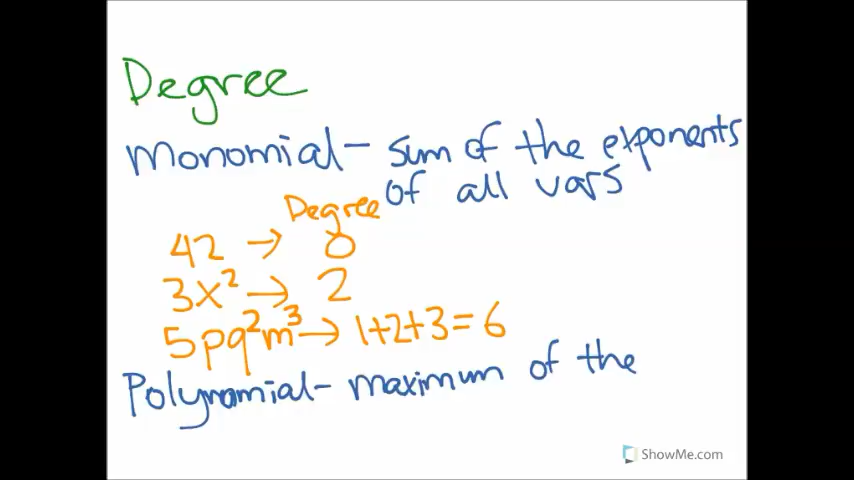 Degree
Monomial- sum of the exponents
of all vars
Degree
42 → 0
3x² → 2
5pq²m³ → 1+2+3=6
Polynomial- maximum of the
ShowMe.com